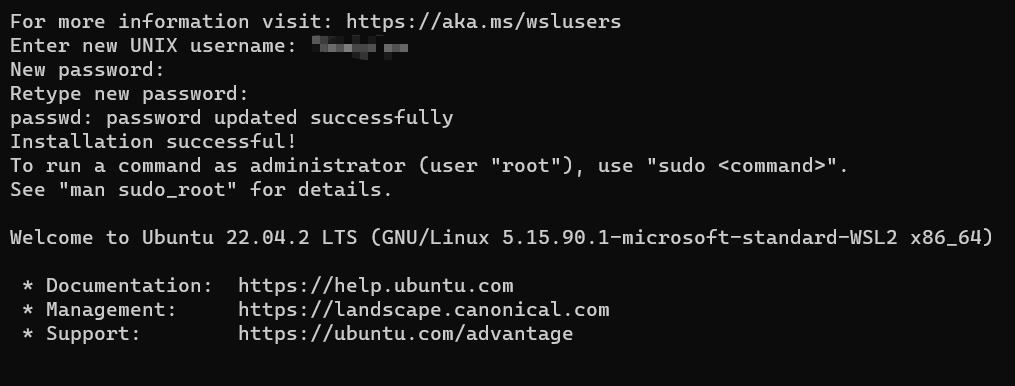 For more information visit: https://aka.ms/wslusers
Enter new UNIX username:
New password:
Retype new password:
passwd: password updated successfully
Installation successful!
To run a command as administrator (user "root"), use "sudo <command>".
See "man sudo_root" for details.
Welcome to Ubuntu 22.04.2 LTS (GNU/Linux 5.15.90.1-microsoft-standard-WSL2 x86_64)
* Documentation:  https://help.ubuntu.com
* Management:     https://landscape.canonical.com
* Support:        https://ubuntu.com/advantage